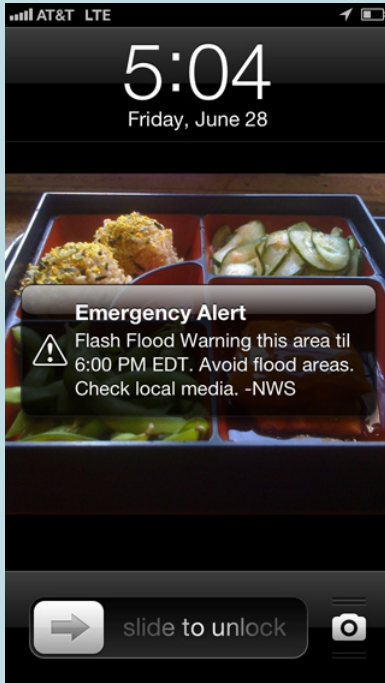 AT&T LTE
5:04
Friday, June 28
Emergency Alert
Flash Flood Warning this area til
6:00 PM EDT. Avoid flood areas.
Check local media. -NWS
slide to unlock